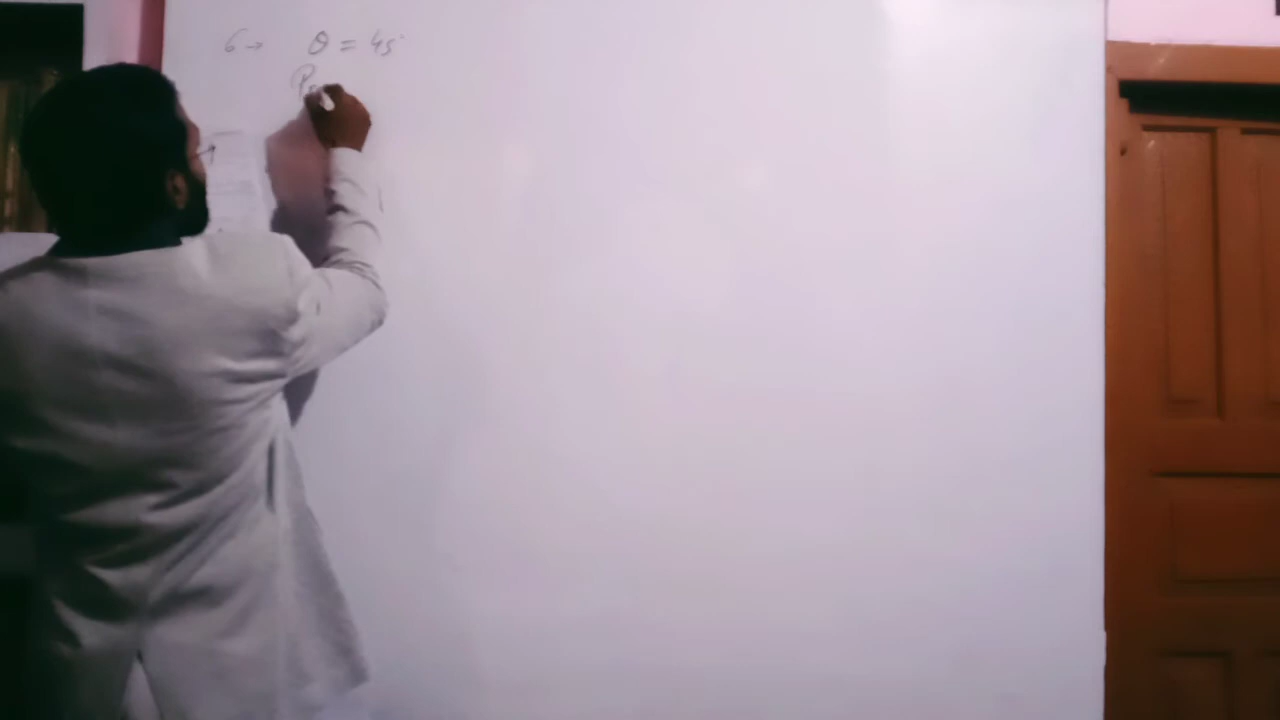 6 → θ = 45°